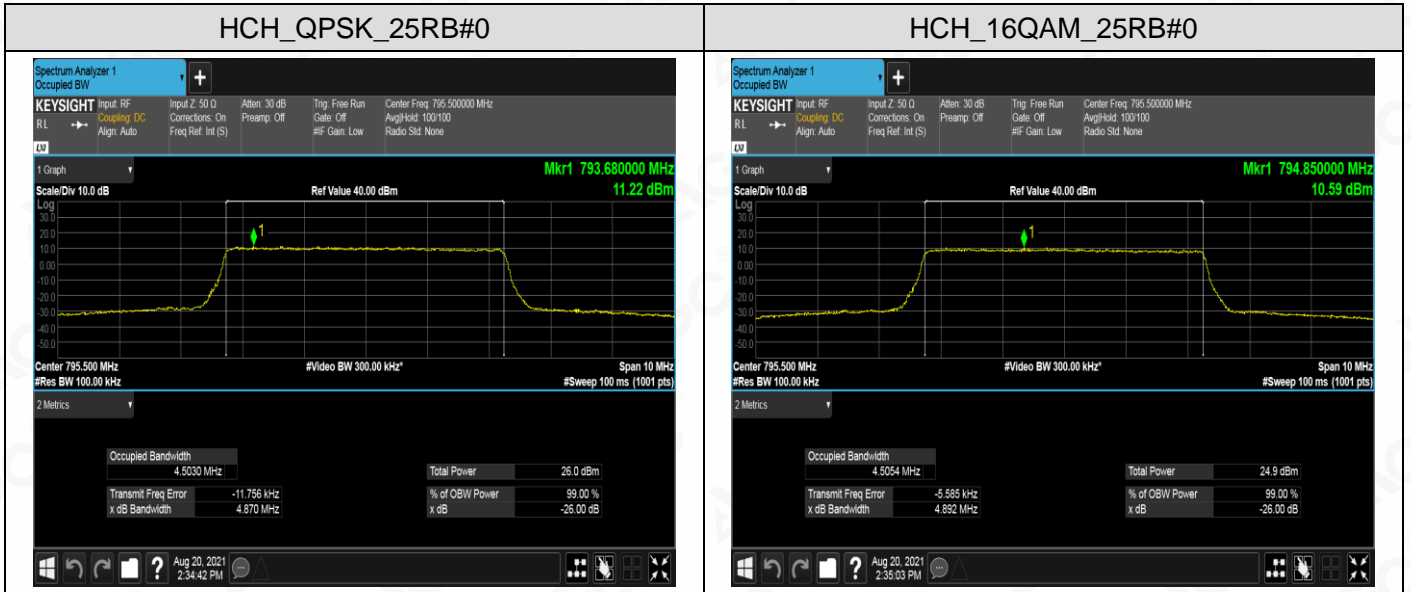 HCH_QPSK_25RB#0
Spectrum Analyzer 1
Occupied BW
+
KEYSIGHT Input: RF Input Z: 50 Ω Atten: 30 dB Trig: Free Run Center Freq: 795.500000 MHz
Coupling: DC Corrections: On Preamp: Off Gate: Off Avg|Hold: 100/100
RL Align: Auto Freq Ref: Int (S) #IF Gain: Low Radio Std: None
LXI
1 Graph Mkr1 793.680000 MHz
Scale/Div 10.0 dB Ref Value 40.00 dBm 11.22 dBm
Log
30.0
20.0
1
10.0
0.00
-10.0
-20.0
-30.0
-40.0
-50.0
Center 795.500 MHz #Video BW 300.00 kHz* Span 10 MHz
#Res BW 100.00 kHz #Sweep 100 ms (1001 pts)
2 Metrics
Occupied Bandwidth
4.5030 MHz Total Power 26.0 dBm
Transmit Freq Error -11.756 kHz % of OBW Power 99.00 %
x dB Bandwidth 4.870 MHz x dB -26.00 dB
? Aug 20, 2021
2:34:42 PM
HCH_16QAM_25RB#0
Spectrum Analyzer 1
Occupied BW
+
KEYSIGHT Input: RF Input Z: 50 Ω Atten: 30 dB Trig: Free Run Center Freq: 795.500000 MHz
Coupling: DC Corrections: On Preamp: Off Gate: Off Avg|Hold: 100/100
RL Align: Auto Freq Ref: Int (S) #IF Gain: Low Radio Std: None
LXI
1 Graph Mkr1 794.850000 MHz
Scale/Div 10.0 dB Ref Value 40.00 dBm 10.59 dBm
Log
30.0
20.0
1
10.0
0.00
-10.0
-20.0
-30.0
-40.0
-50.0
Center 795.500 MHz #Video BW 300.00 kHz* Span 10 MHz
#Res BW 100.00 kHz #Sweep 100 ms (1001 pts)
2 Metrics
Occupied Bandwidth
4.5054 MHz Total Power 24.9 dBm
Transmit Freq Error -5.585 kHz % of OBW Power 99.00 %
x dB Bandwidth 4.892 MHz x dB -26.00 dB
? Aug 20, 2021
2:35:03 PM